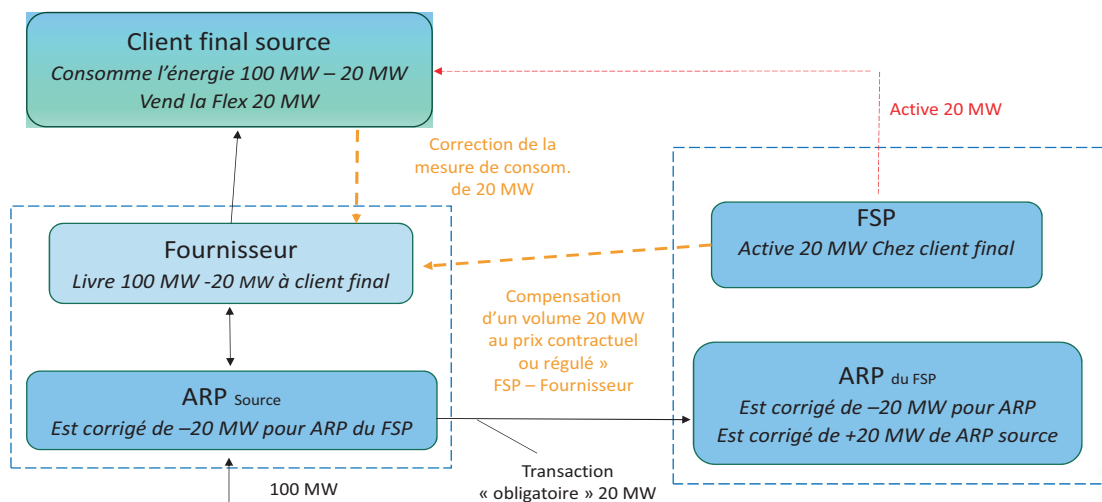 Client final source
Consomme l'énergie 100 MW – 20 MW
Vend la Flex 20 MW
Active 20 MW
Correction de la
mesure de consom.
de 20 MW
Fournisseur
Livre 100 MW -20 MW à client final
FSP
Active 20 MW Chez client final
Compensation
d'un volume 20 MW
au prix contractuel
ou régulé »
FSP – Fournisseur
ARP Source
Est corrigé de –20 MW pour ARP du FSP
ARP du FSP
Est corrigé de –20 MW pour ARP
Est corrigé de +20 MW de ARP source
100 MW
Transaction
« obligatoire » 20 MW